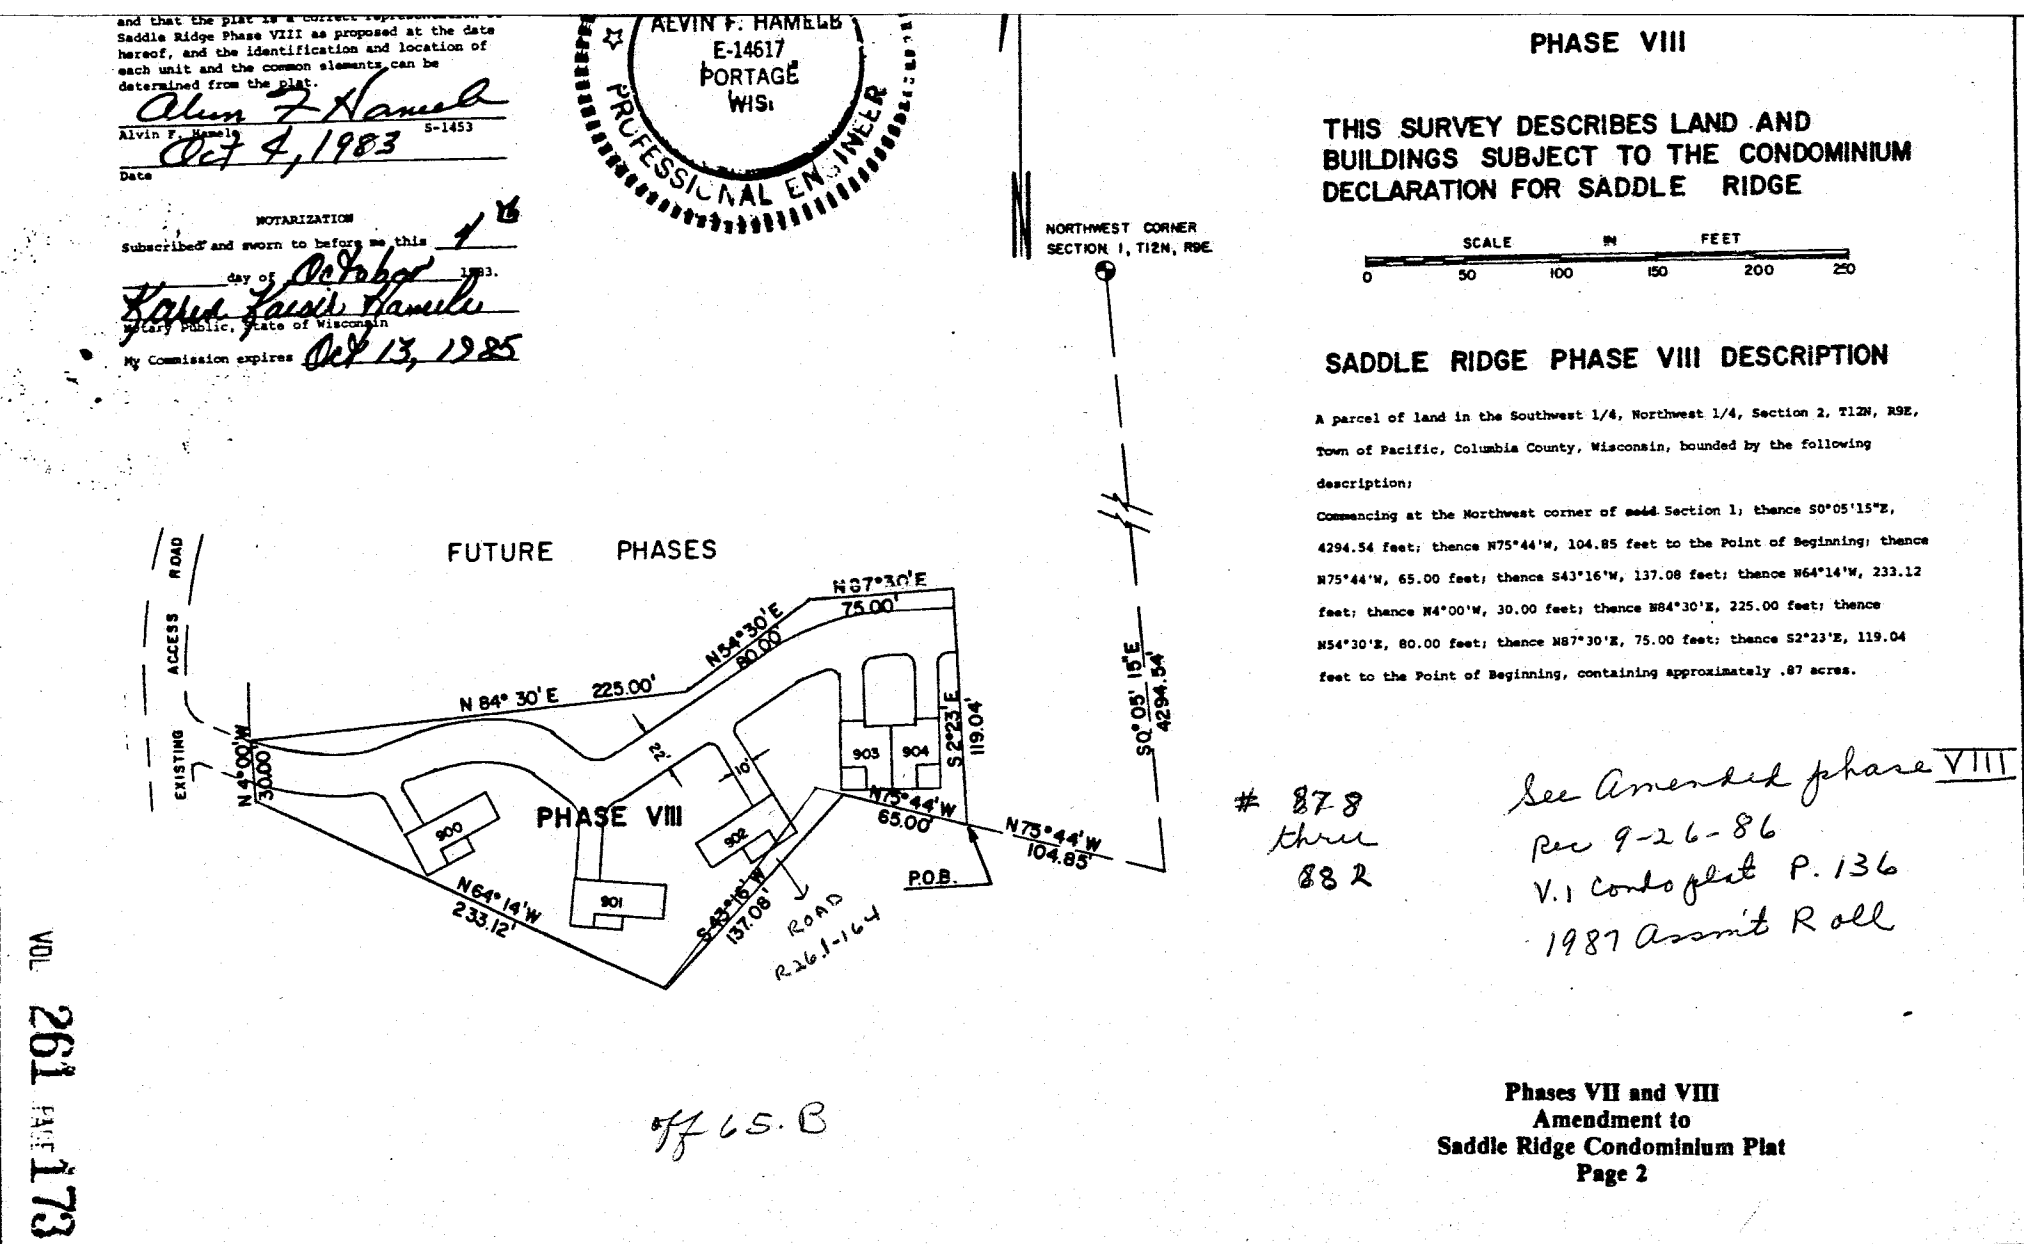 and that the plat is a correct representation of
Saddle Ridge Phase VIII as proposed at the date
hereof, and the identification and location of
each unit and the common elements can be
determined from the plat.
Alvin F. Hamele
Alvin F. Hamele S-1453
Oct 4, 1983
Date
NOTARIZATION
Subscribed and sworn to before me this 4th
day of October 1983.
Karen Kaeser Hamele
Notary Public, State of Wisconsin
My Commission expires Oct 13, 1985
ALVIN F. HAMELE
E-14617
PORTAGE
WIS.
PROFESSIONAL ENGINEER
N
NORTHWEST CORNER
SECTION 1, T12N, R9E
PHASE VIII
THIS SURVEY DESCRIBES LAND AND
BUILDINGS SUBJECT TO THE CONDOMINIUM
DECLARATION FOR SADDLE RIDGE
SCALE IN FEET
0 50 100 150 200 250
SADDLE RIDGE PHASE VIII DESCRIPTION
A parcel of land in the Southwest 1/4, Northwest 1/4, Section 2, T12N, R9E,
Town of Pacific, Columbia County, Wisconsin, bounded by the following
description;
Commencing at the Northwest corner of said Section 1; thence S0°05'15"E,
4294.54 feet; thence N75°44'W, 104.85 feet to the Point of Beginning; thence
N75°44'W, 65.00 feet; thence S43°16'W, 137.08 feet; thence N64°14'W, 233.12
feet; thence N4°00'W, 30.00 feet; thence N84°30'E, 225.00 feet; thence
N54°30'E, 80.00 feet; thence N87°30'E, 75.00 feet; thence S2°23'E, 119.04
feet to the Point of Beginning, containing approximately .87 acres.
FUTURE PHASES
EXISTING ACCESS ROAD
N 4°00'W
30.00'
N 84° 30' E 225.00'
N54°30'E
80.00'
N 87°30'E
75.00'
S 2°23'E
119.04'
S0°05' 15"E
4294.54'
22'
10'
903
904
900
PHASE VIII
902
901
N75°44'W
65.00'
N75°44'W
104.85'
P.O.B.
N64°14'W
233.12'
S 43°16' W
137.08'
ROAD
R261-164
# 878
thru
882
See Amended phase VIII
Rec 9-26-86
V.1 Condo plat P. 136
1987 Assm't Roll
off 65.B
VOL 261 PAGE 173
Phases VII and VIII
Amendment to
Saddle Ridge Condominium Plat
Page 2